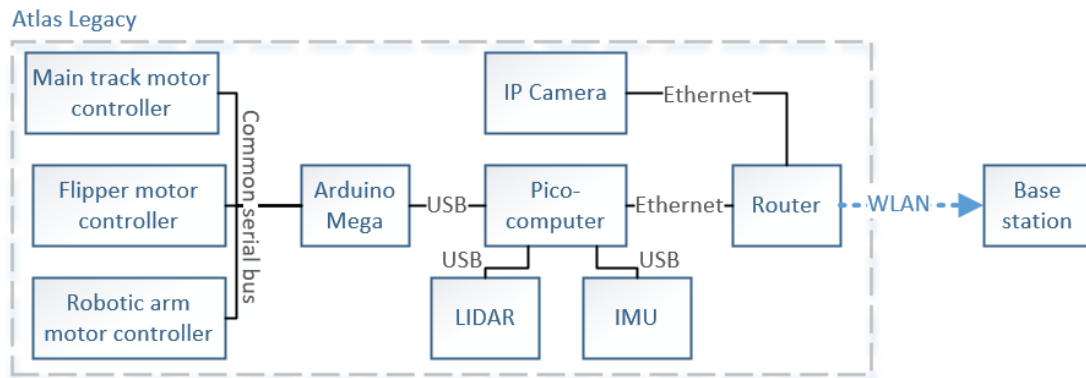 Atlas Legacy
Main track motor
controller
Flipper motor
controller
Robotic arm
motor controller
Common serial bus
Arduino
Mega
USB
IP Camera
Ethernet
Pico-
computer
Ethernet
USB
USB
LIDAR
IMU
Router
WLAN
Base
station